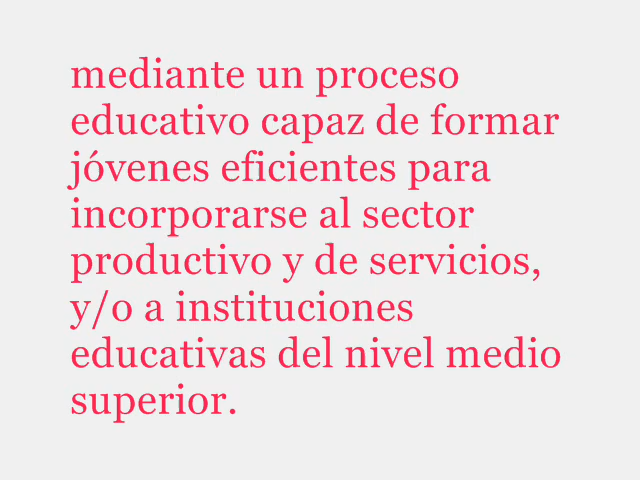 mediante un proceso
educativo capaz de formar
jóvenes eficientes para
incorporarse al sector
productivo y de servicios,
y/o a instituciones
educativas del nivel medio
superior.